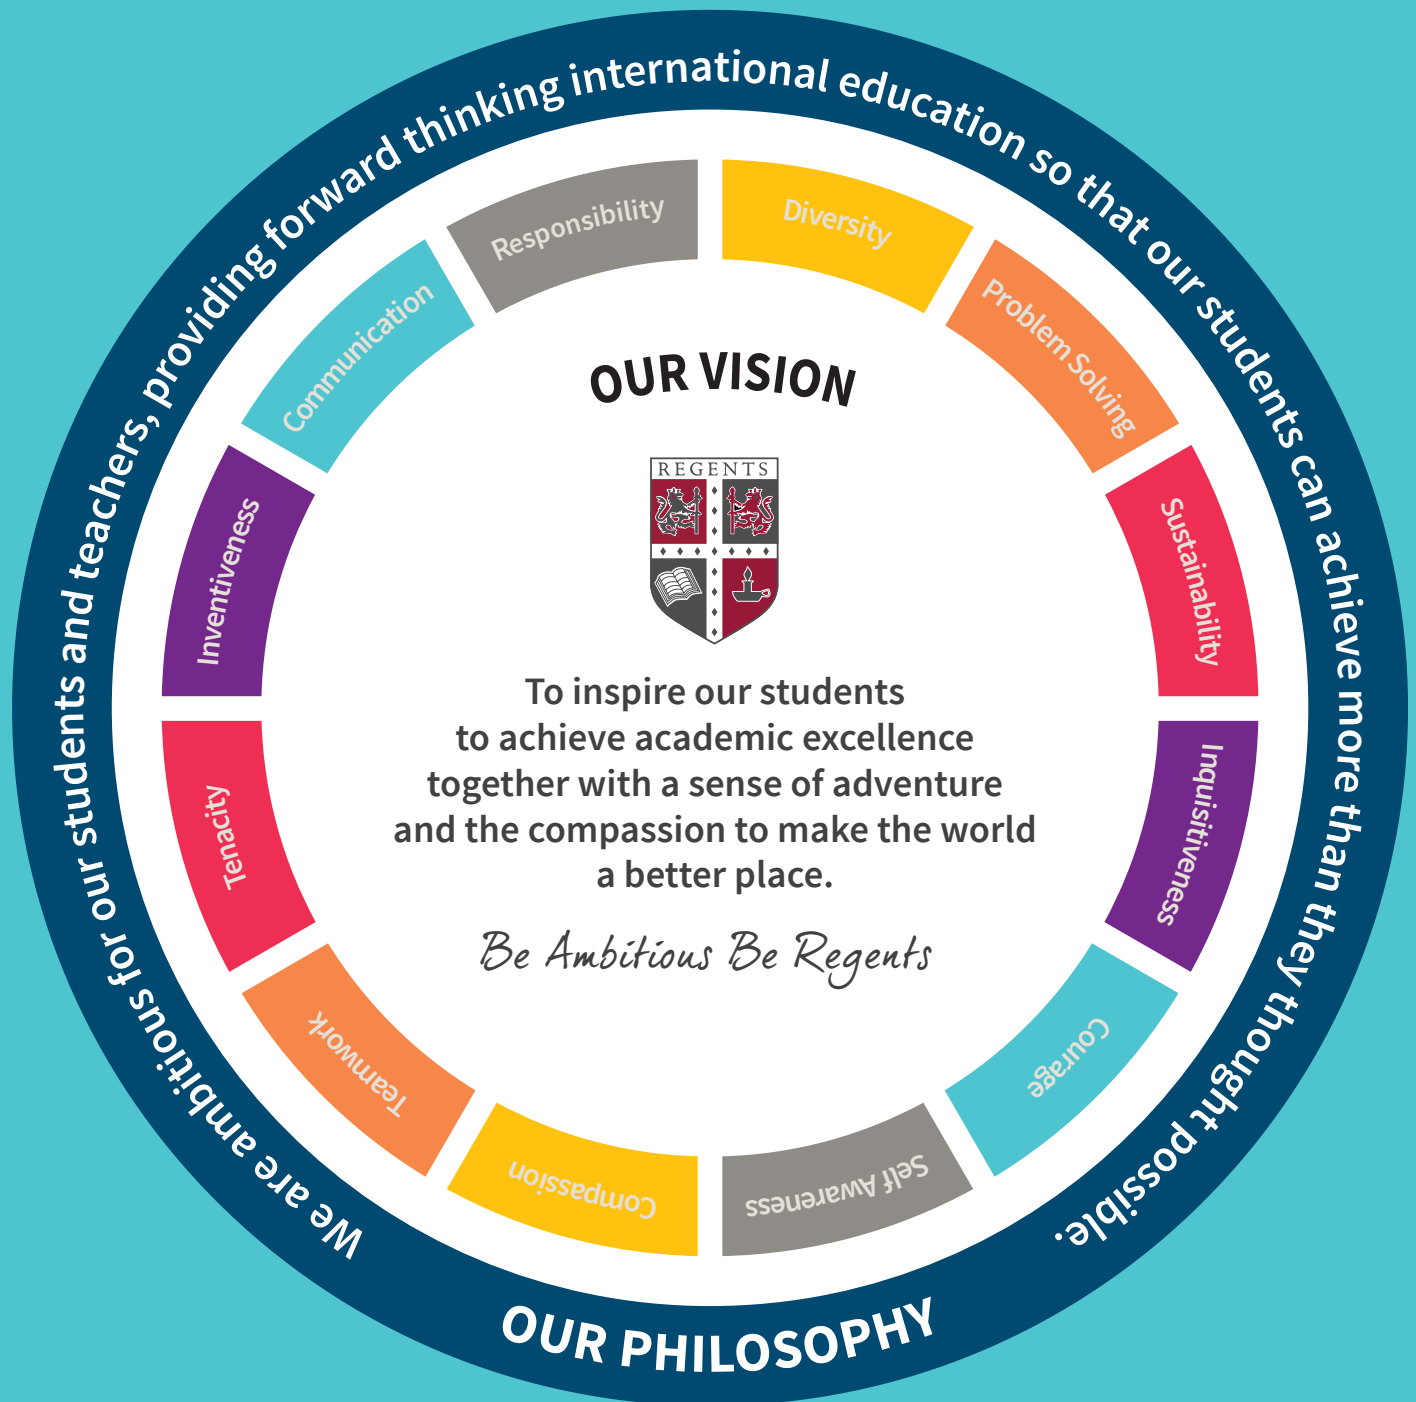 We are ambitious for our students and teachers, providing forward thinking international education so that our students can achieve more than they thought possible.
OUR PHILOSOPHY
Diversity
Problem Solving
Sustainability
Inquisitiveness
Courage
Self Awareness
Compassion
Teamwork
Tenacity
Inventiveness
Communication
Responsibility
OUR VISION
REGENTS
To inspire our students
to achieve academic excellence
together with a sense of adventure
and the compassion to make the world
a better place.
Be Ambitious Be Regents